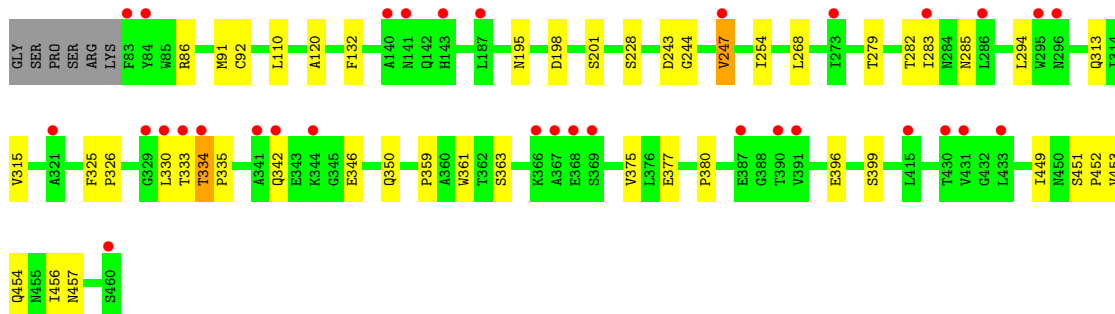 GLY SER PRO SER ARG LYS F83 Y84 W85 R86 M91 C92 L110 A120 F132 A140 N141 Q142 H143 L187 N195 D198 S201 S228 D243 G244 V247 I254 L268 I273 T279 T282 I283 N284 N285 L286 L294 W295 N296 Q313 I314
V315 A321 F325 P326 G329 L330 T333 T334 P335 A341 Q342 E343 K344 G345 E346 Q350 P359 A360 W361 T362 S363 K366 A367 E368 S369 V375 L376 E377 P380 E387 G388 T390 V391 E396 S399 L415 T430 V431 G432 L433 I449 N450 S451 P452 V453
Q454 N455 I456 N457 S460